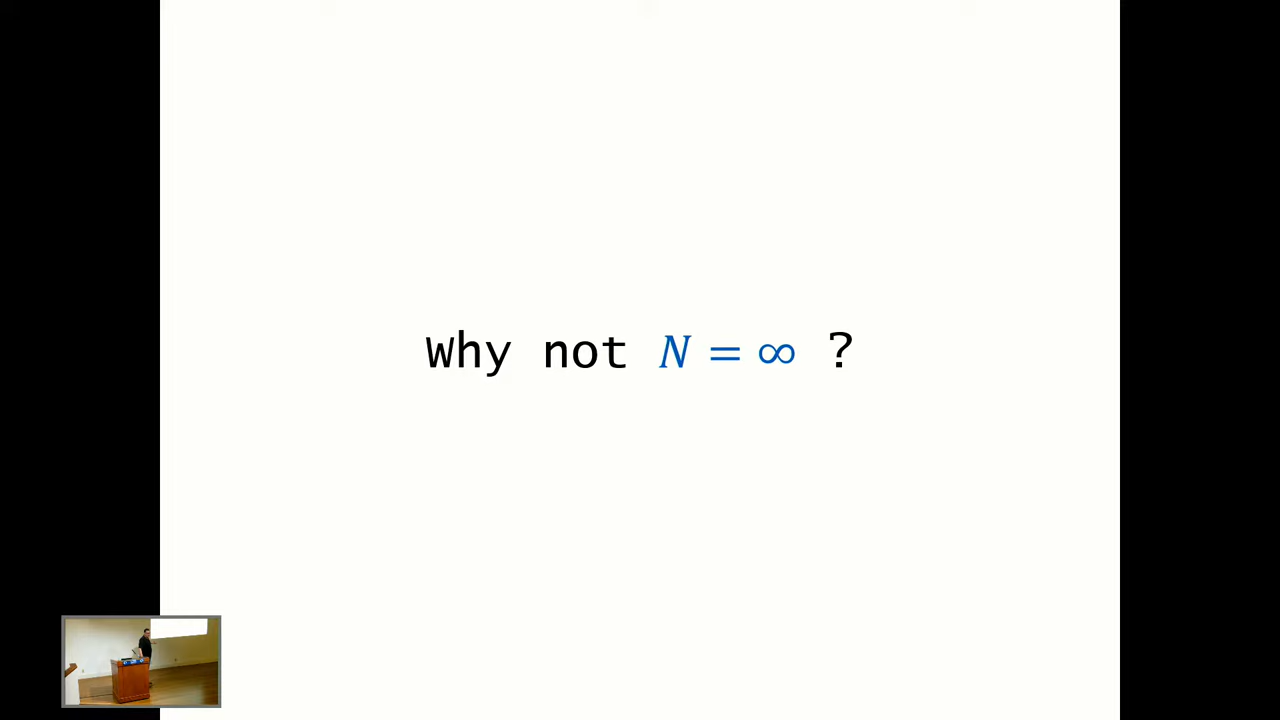 Why not N = ∞ ?